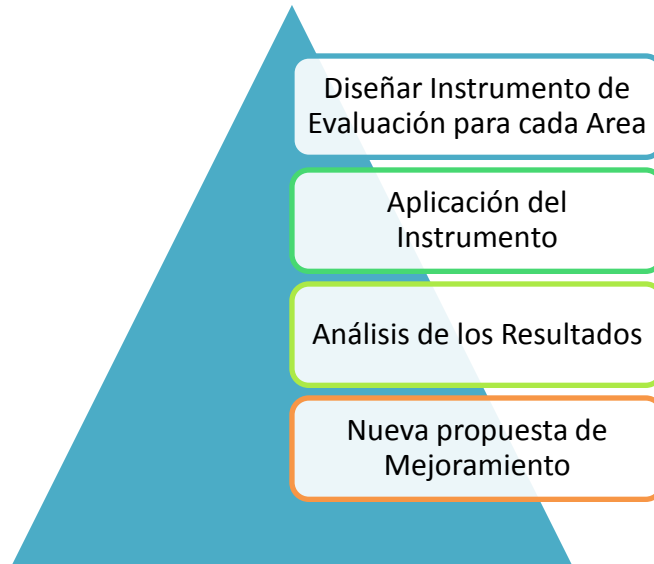 Diseñar Instrumento de
Evaluación para cada Area
Aplicación del
Instrumento
Análisis de los Resultados
Nueva propuesta de
Mejoramiento